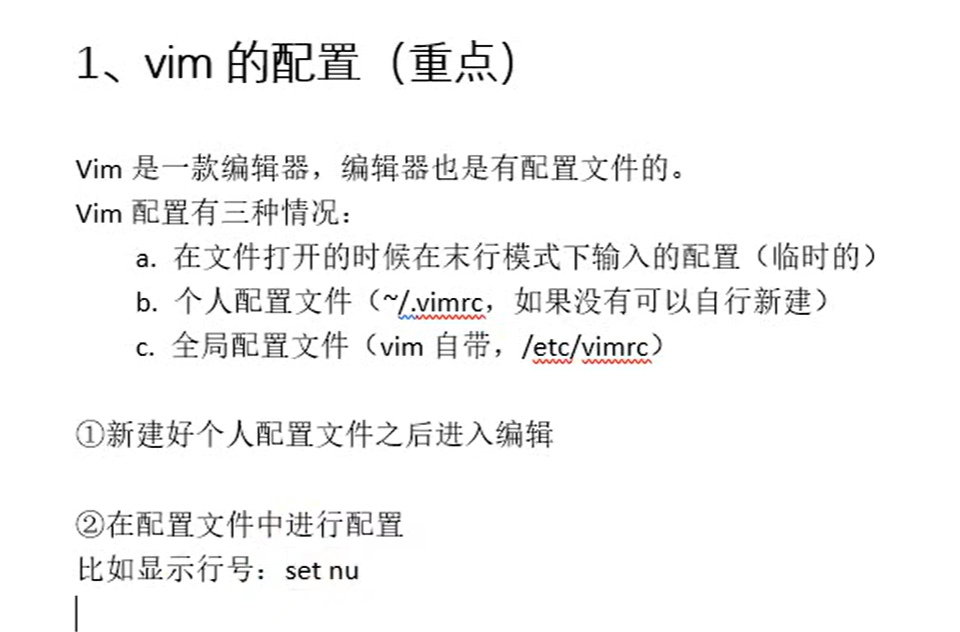 1、vim 的配置（重点）
Vim 是一款编辑器，编辑器也是有配置文件的。
Vim 配置有三种情况：
a. 在文件打开的时候在末行模式下输入的配置（临时的）
b. 个人配置文件（~/.vimrc，如果没有可以自行新建）
c. 全局配置文件（vim 自带，/etc/vimrc）
①新建好个人配置文件之后进入编辑
②在配置文件中进行配置
比如显示行号：set nu